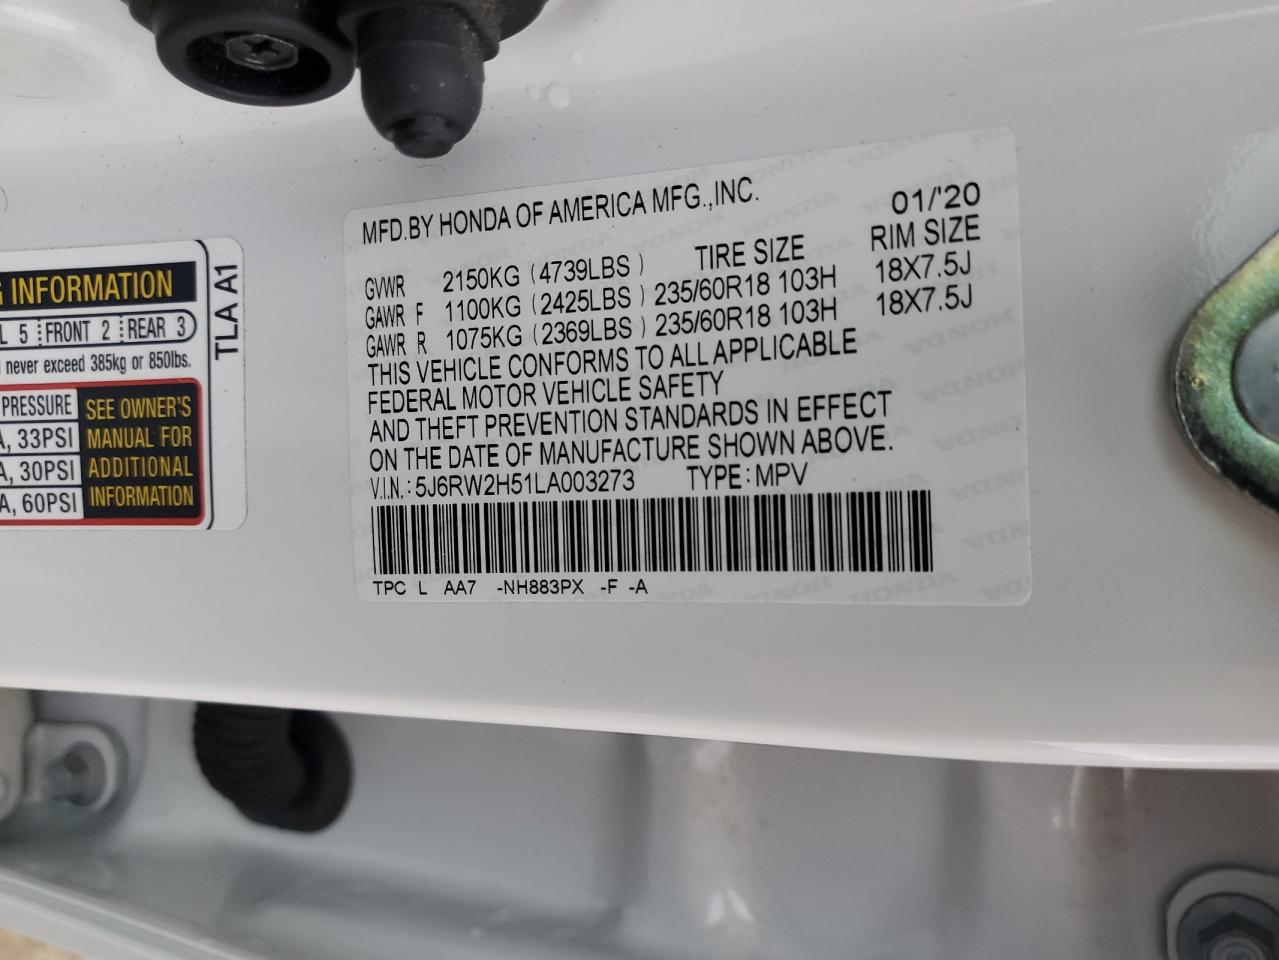 MFD.BY HONDA OF AMERICA MFG.,INC. 01/'20
TIRE SIZE RIM SIZE
GVWR 2150KG (4739LBS)
GAWR F 1100KG (2425LBS) 235/60R18 103H 18X7.5J
GAWR R 1075KG (2369LBS) 235/60R18 103H 18X7.5J
THIS VEHICLE CONFORMS TO ALL APPLICABLE
FEDERAL MOTOR VEHICLE SAFETY
AND THEFT PREVENTION STANDARDS IN EFFECT
ON THE DATE OF MANUFACTURE SHOWN ABOVE.
V.I.N.: 5J6RW2H51LA003273 TYPE: MPV
TPC L AA7 -NH883PX -F -A
INFORMATION
5 FRONT 2 REAR 3
never exceed 385kg or 850lbs.
PRESSURE
33PSI
30PSI
60PSI
SEE OWNER'S
MANUAL FOR
ADDITIONAL
INFORMATION
TLA A1